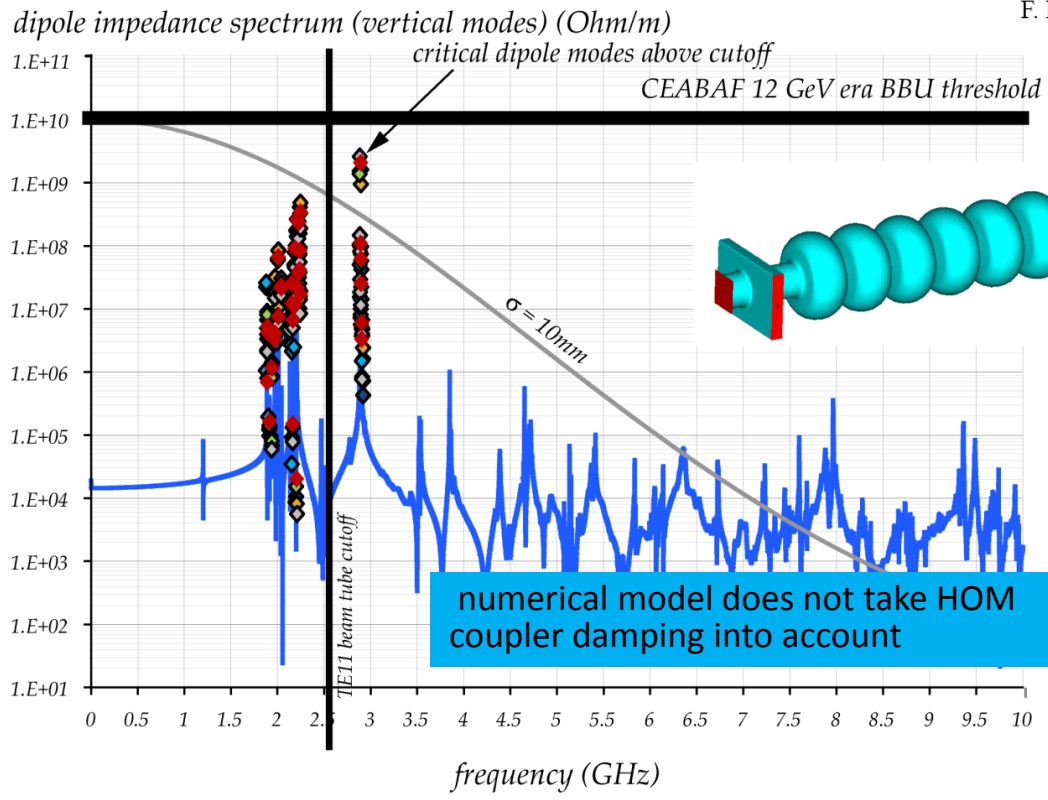 dipole impedance spectrum (vertical modes) (Ohm/m)
F.
critical dipole modes above cutoff
CEABAF 12 GeV era BBU threshold
1.E+11
1.E+10
1.E+09
1.E+08
1.E+07
1.E+06
1.E+05
1.E+04
1.E+03
1.E+02
1.E+01
σ = 10mm
TE11 beam tube cutoff
numerical model does not take HOM
coupler damping into account
0 0.5 1 1.5 2 2.5 3 3.5 4 4.5 5 5.5 6 6.5 7 7.5 8 8.5 9 9.5 10
frequency (GHz)